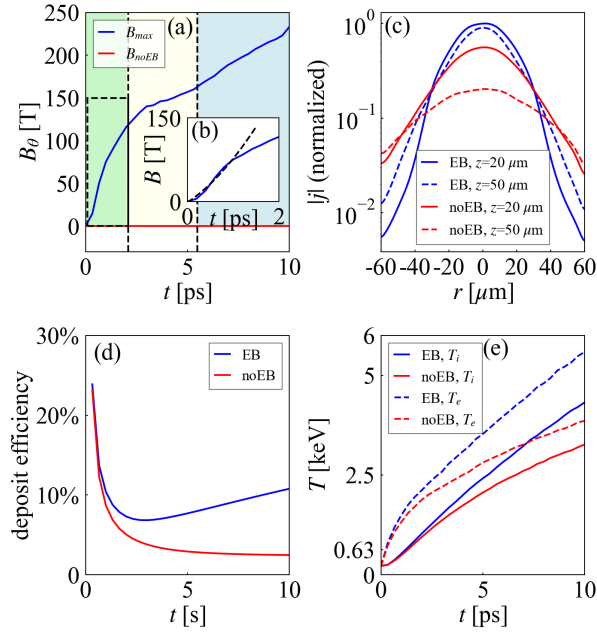 250
200
150
100
50
0
B_θ [T]
0
5
10
t [ps]
B_max
B_noEB
(a)
(b)
150
0
B [T]
0
t [ps]
2
(c)
10^0
10^-1
10^-2
|j| (normalized)
EB, z=20 μm
EB, z=50 μm
noEB, z=20 μm
noEB, z=50 μm
-60
-40
-20
0
20
40
60
r [μm]
(d)
30%
20%
10%
0
deposit efficiency
EB
noEB
0
5
10
t [s]
(e)
6
5
2.5
0.63
0
T [keV]
EB, T_i
noEB, T_i
EB, T_e
noEB, T_e
0
5
10
t [ps]